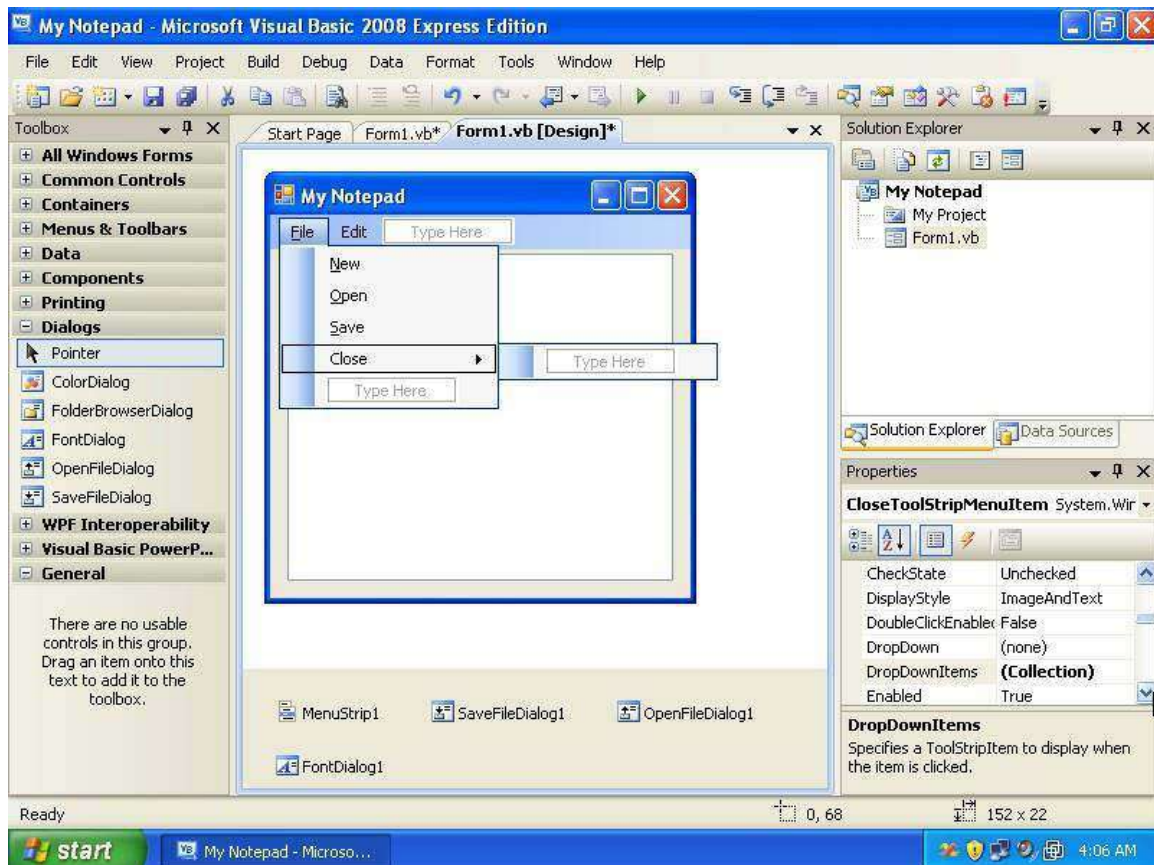 My Notepad - Microsoft Visual Basic 2008 Express Edition
File Edit View Project Build Debug Data Format Tools Window Help
Toolbox
All Windows Forms
Common Controls
Containers
Menus & Toolbars
Data
Components
Printing
Dialogs
Pointer
ColorDialog
FolderBrowserDialog
FontDialog
OpenFileDialog
SaveFileDialog
WPF Interoperability
Visual Basic PowerP...
General
There are no usable
controls in this group.
Drag an item onto this
text to add it to the
toolbox.
Start Page Form1.vb* Form1.vb [Design]*
My Notepad
File Edit Type Here
New
Open
Save
Close Type Here
Type Here
MenuStrip1 SaveFileDialog1 OpenFileDialog1
FontDialog1
Solution Explorer
My Notepad
My Project
Form1.vb
Solution Explorer Data Sources
Properties
CloseToolStripMenuItem System.Wir
CheckState Unchecked
DisplayStyle ImageAndText
DoubleClickEnablec False
DropDown (none)
DropDownItems (Collection)
Enabled True
DropDownItems
Specifies a ToolStripItem to display when
the item is clicked.
Ready 0, 68 152 x 22
start My Notepad - Microso... 4:06 AM